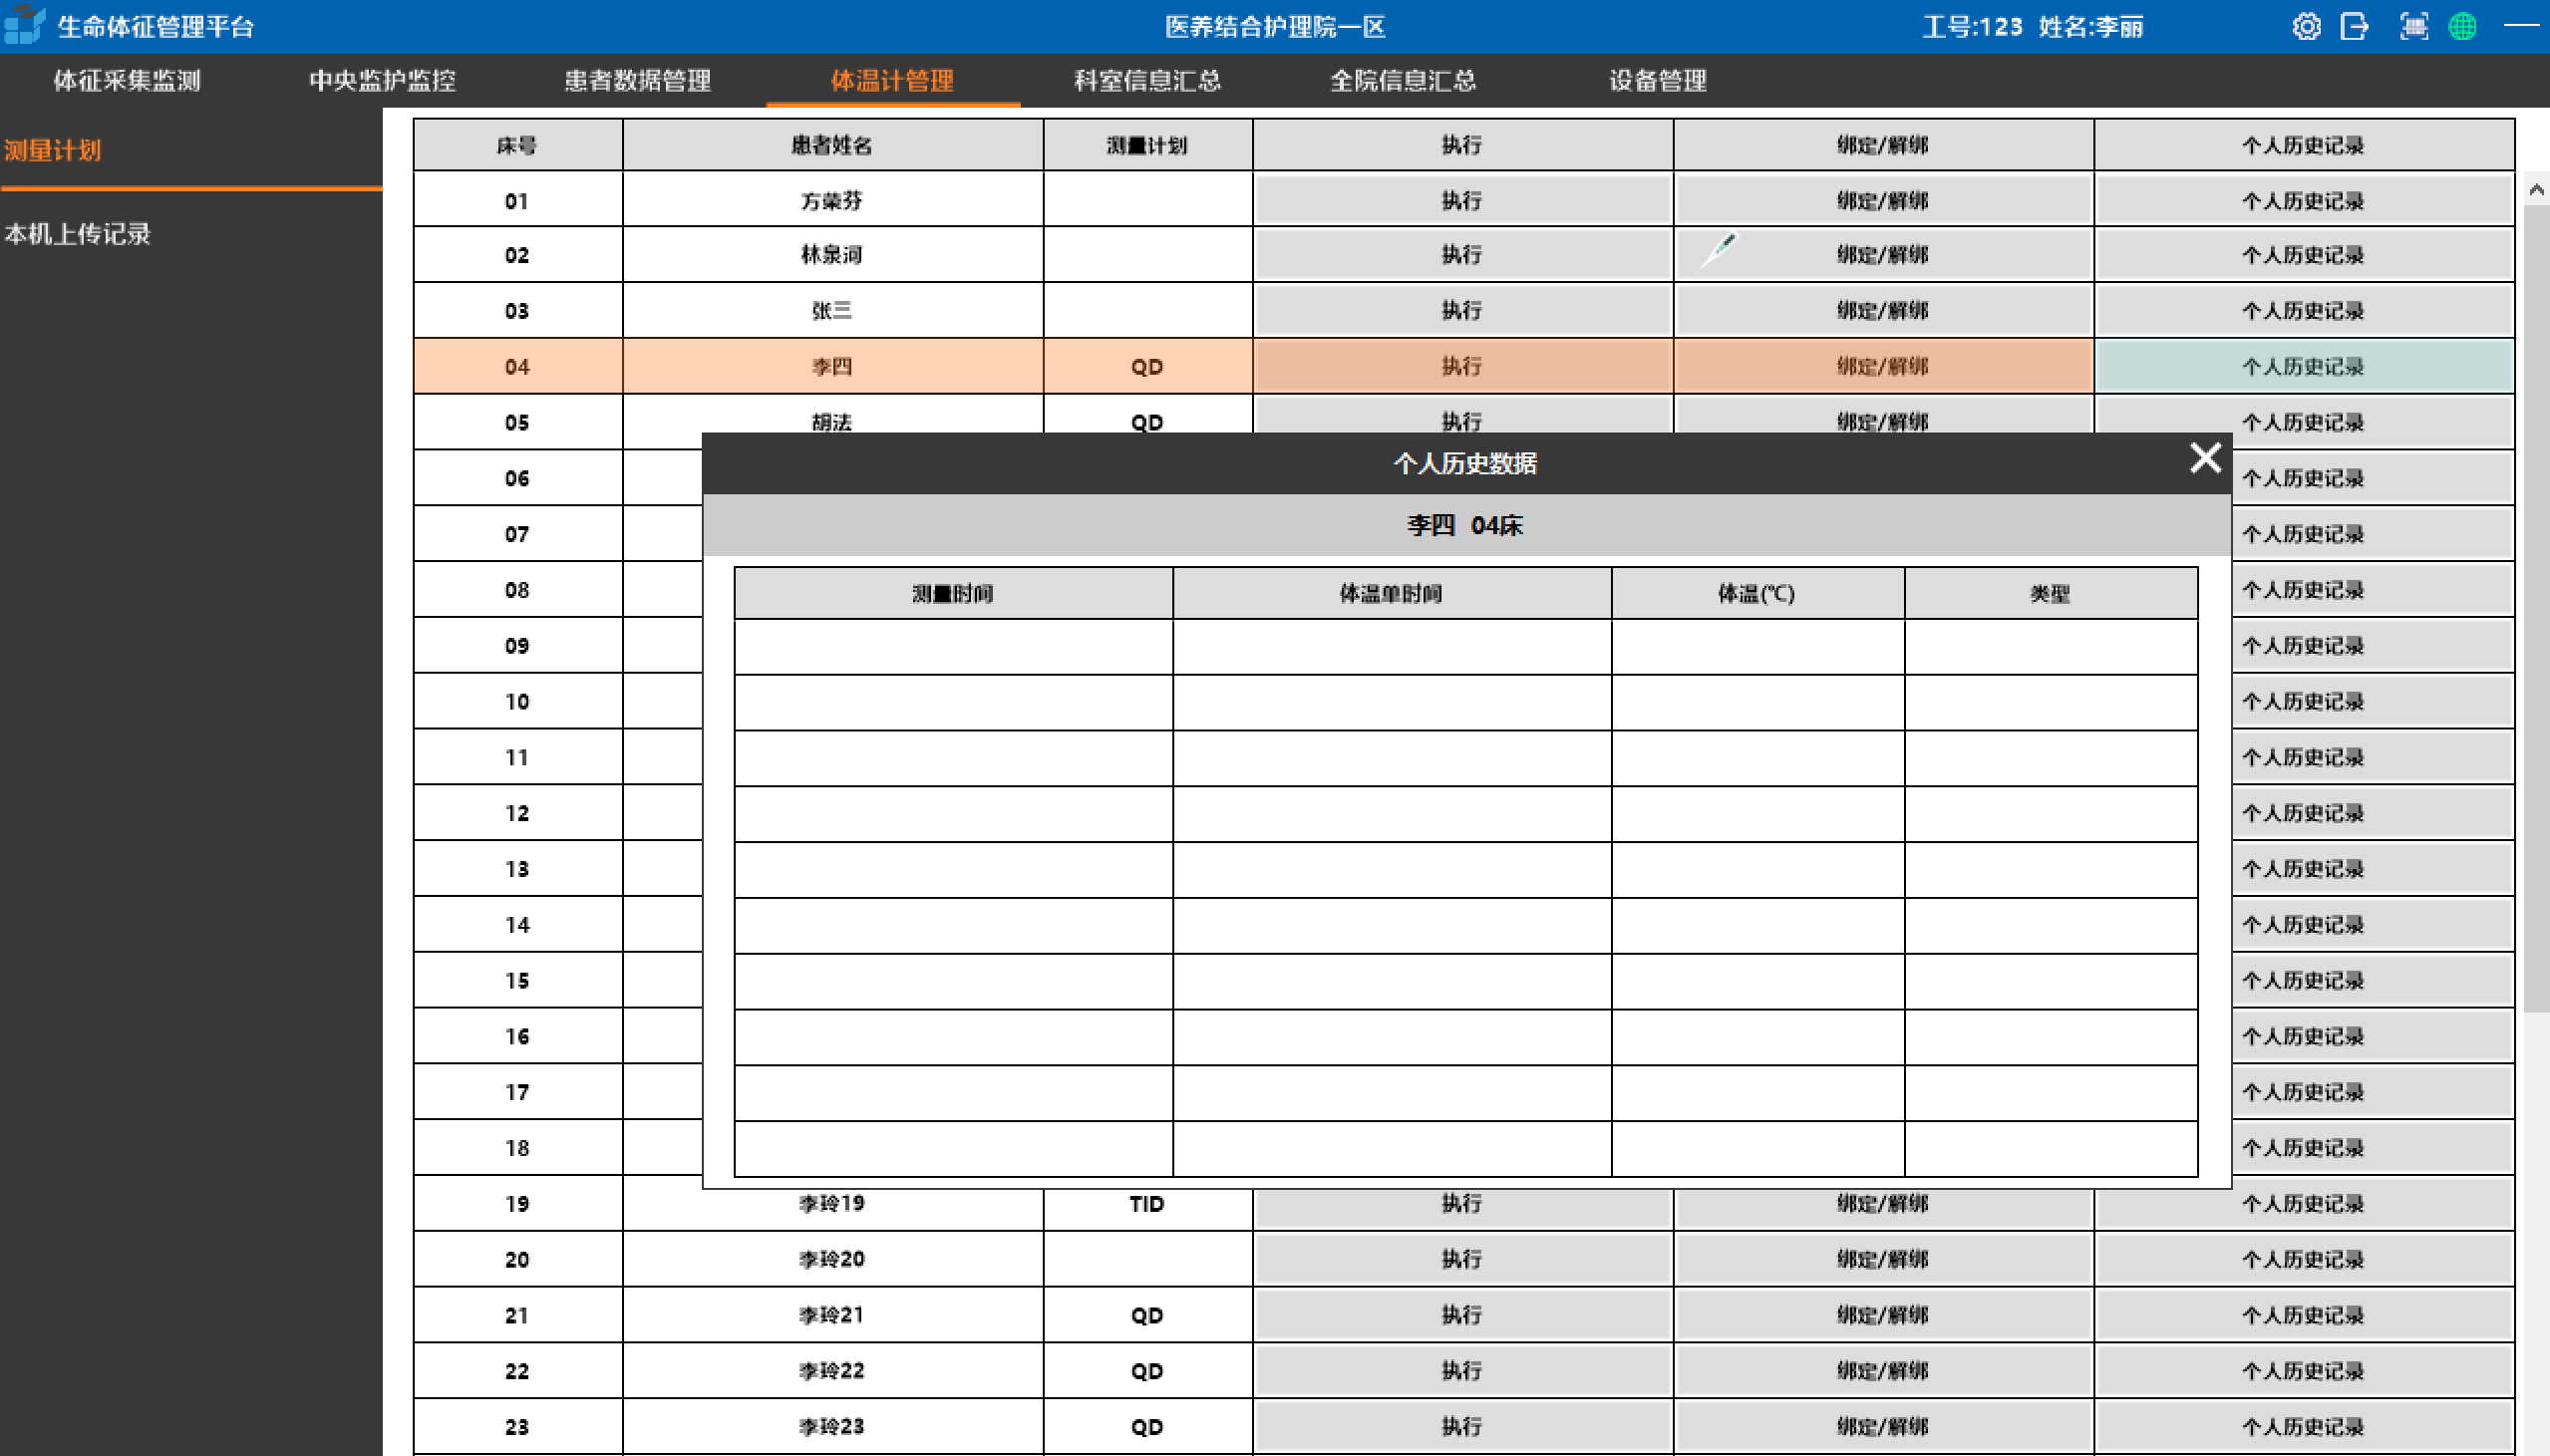 生命体征管理平台 医养结合护理院一区 工号:123 姓名:李丽
体征采集监测 中央监护监控 患者数据管理 体温计管理 科室信息汇总 全院信息汇总 设备管理
测量计划
本机上传记录
床号 患者姓名 测量计划 执行 绑定/解绑 个人历史记录
01 方荣芬 执行 绑定/解绑 个人历史记录
02 林泉河 执行 绑定/解绑 个人历史记录
03 张三 执行 绑定/解绑 个人历史记录
04 李四 QD 执行 绑定/解绑 个人历史记录
05 胡法 QD 执行 绑定/解绑 个人历史记录
06 个人历史记录
07 个人历史记录
08 个人历史记录
09 个人历史记录
10 个人历史记录
11 个人历史记录
12 个人历史记录
13 个人历史记录
14 个人历史记录
15 个人历史记录
16 个人历史记录
17 个人历史记录
18 个人历史记录
个人历史数据
李四 04床
测量时间 体温单时间 体温(℃) 类型
19 李玲19 TID 执行 绑定/解绑 个人历史记录
20 李玲20 执行 绑定/解绑 个人历史记录
21 李玲21 QD 执行 绑定/解绑 个人历史记录
22 李玲22 QD 执行 绑定/解绑 个人历史记录
23 李玲23 QD 执行 绑定/解绑 个人历史记录